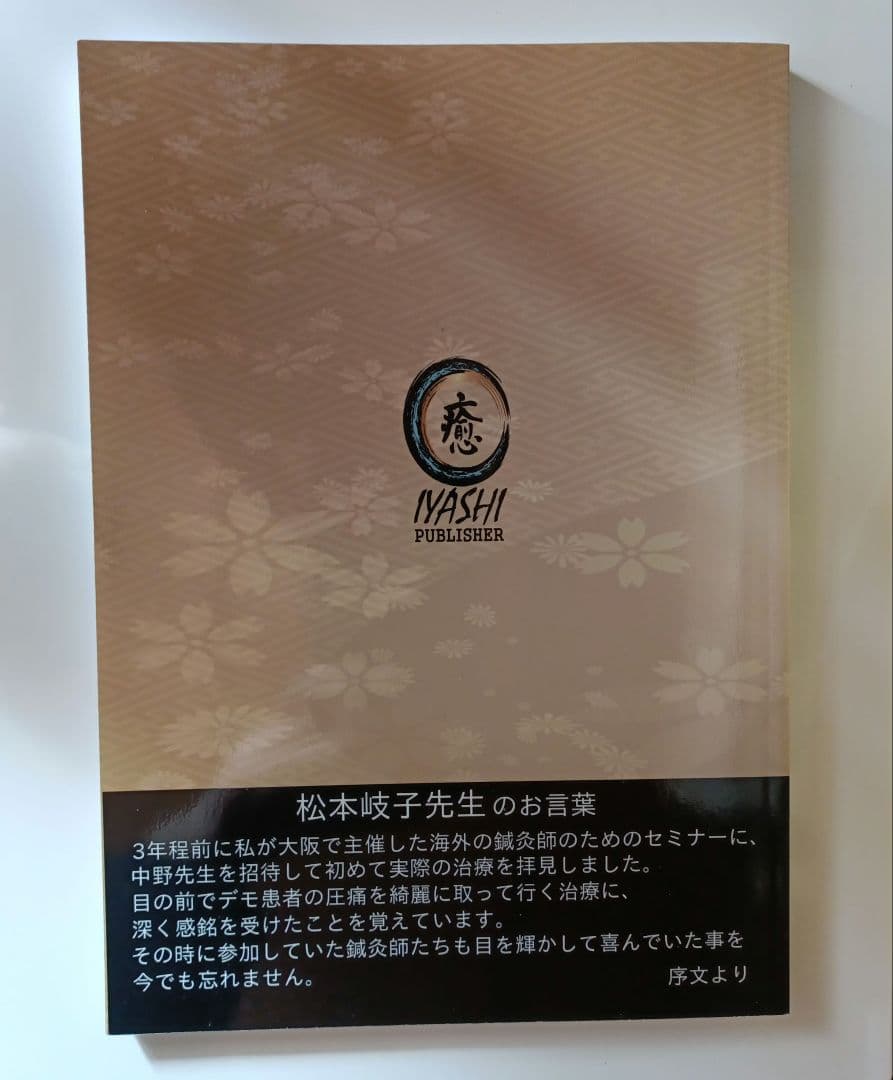 癒
IYASHI
PUBLISHER
松本岐子先生のお言葉
3年程前に私が大阪で主催した海外の鍼灸師のためのセミナーに、
中野先生を招待して初めて実際の治療を拝見しました。
目の前でデモ患者の圧痛を綺麗に取って行く治療に、
深く感銘を受けたことを覚えています。
その時に参加していた鍼灸師たちも目を輝かして喜んでいた事を
今でも忘れません。
序文より